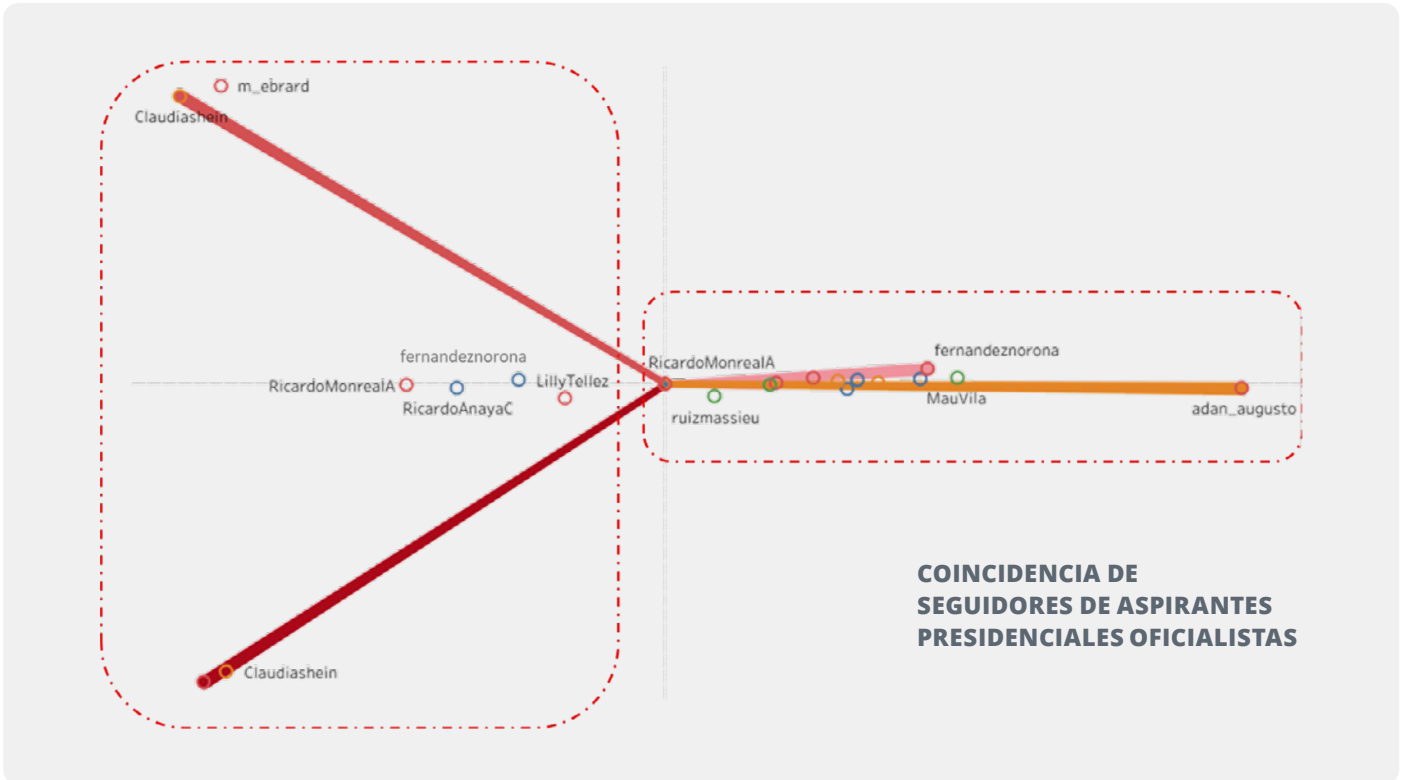 m_ebrard
Claudiashein
fernandeznorona
RicardoMonrealA
LillyTellez
RicardoAnayaC
RicardoMonrealA
fernandeznorona
ruizmassieu
MauVila
adan_augusto
COINCIDENCIA DE
SEGUIDORES DE ASPIRANTES
PRESIDENCIALES OFICIALISTAS
Claudiashein